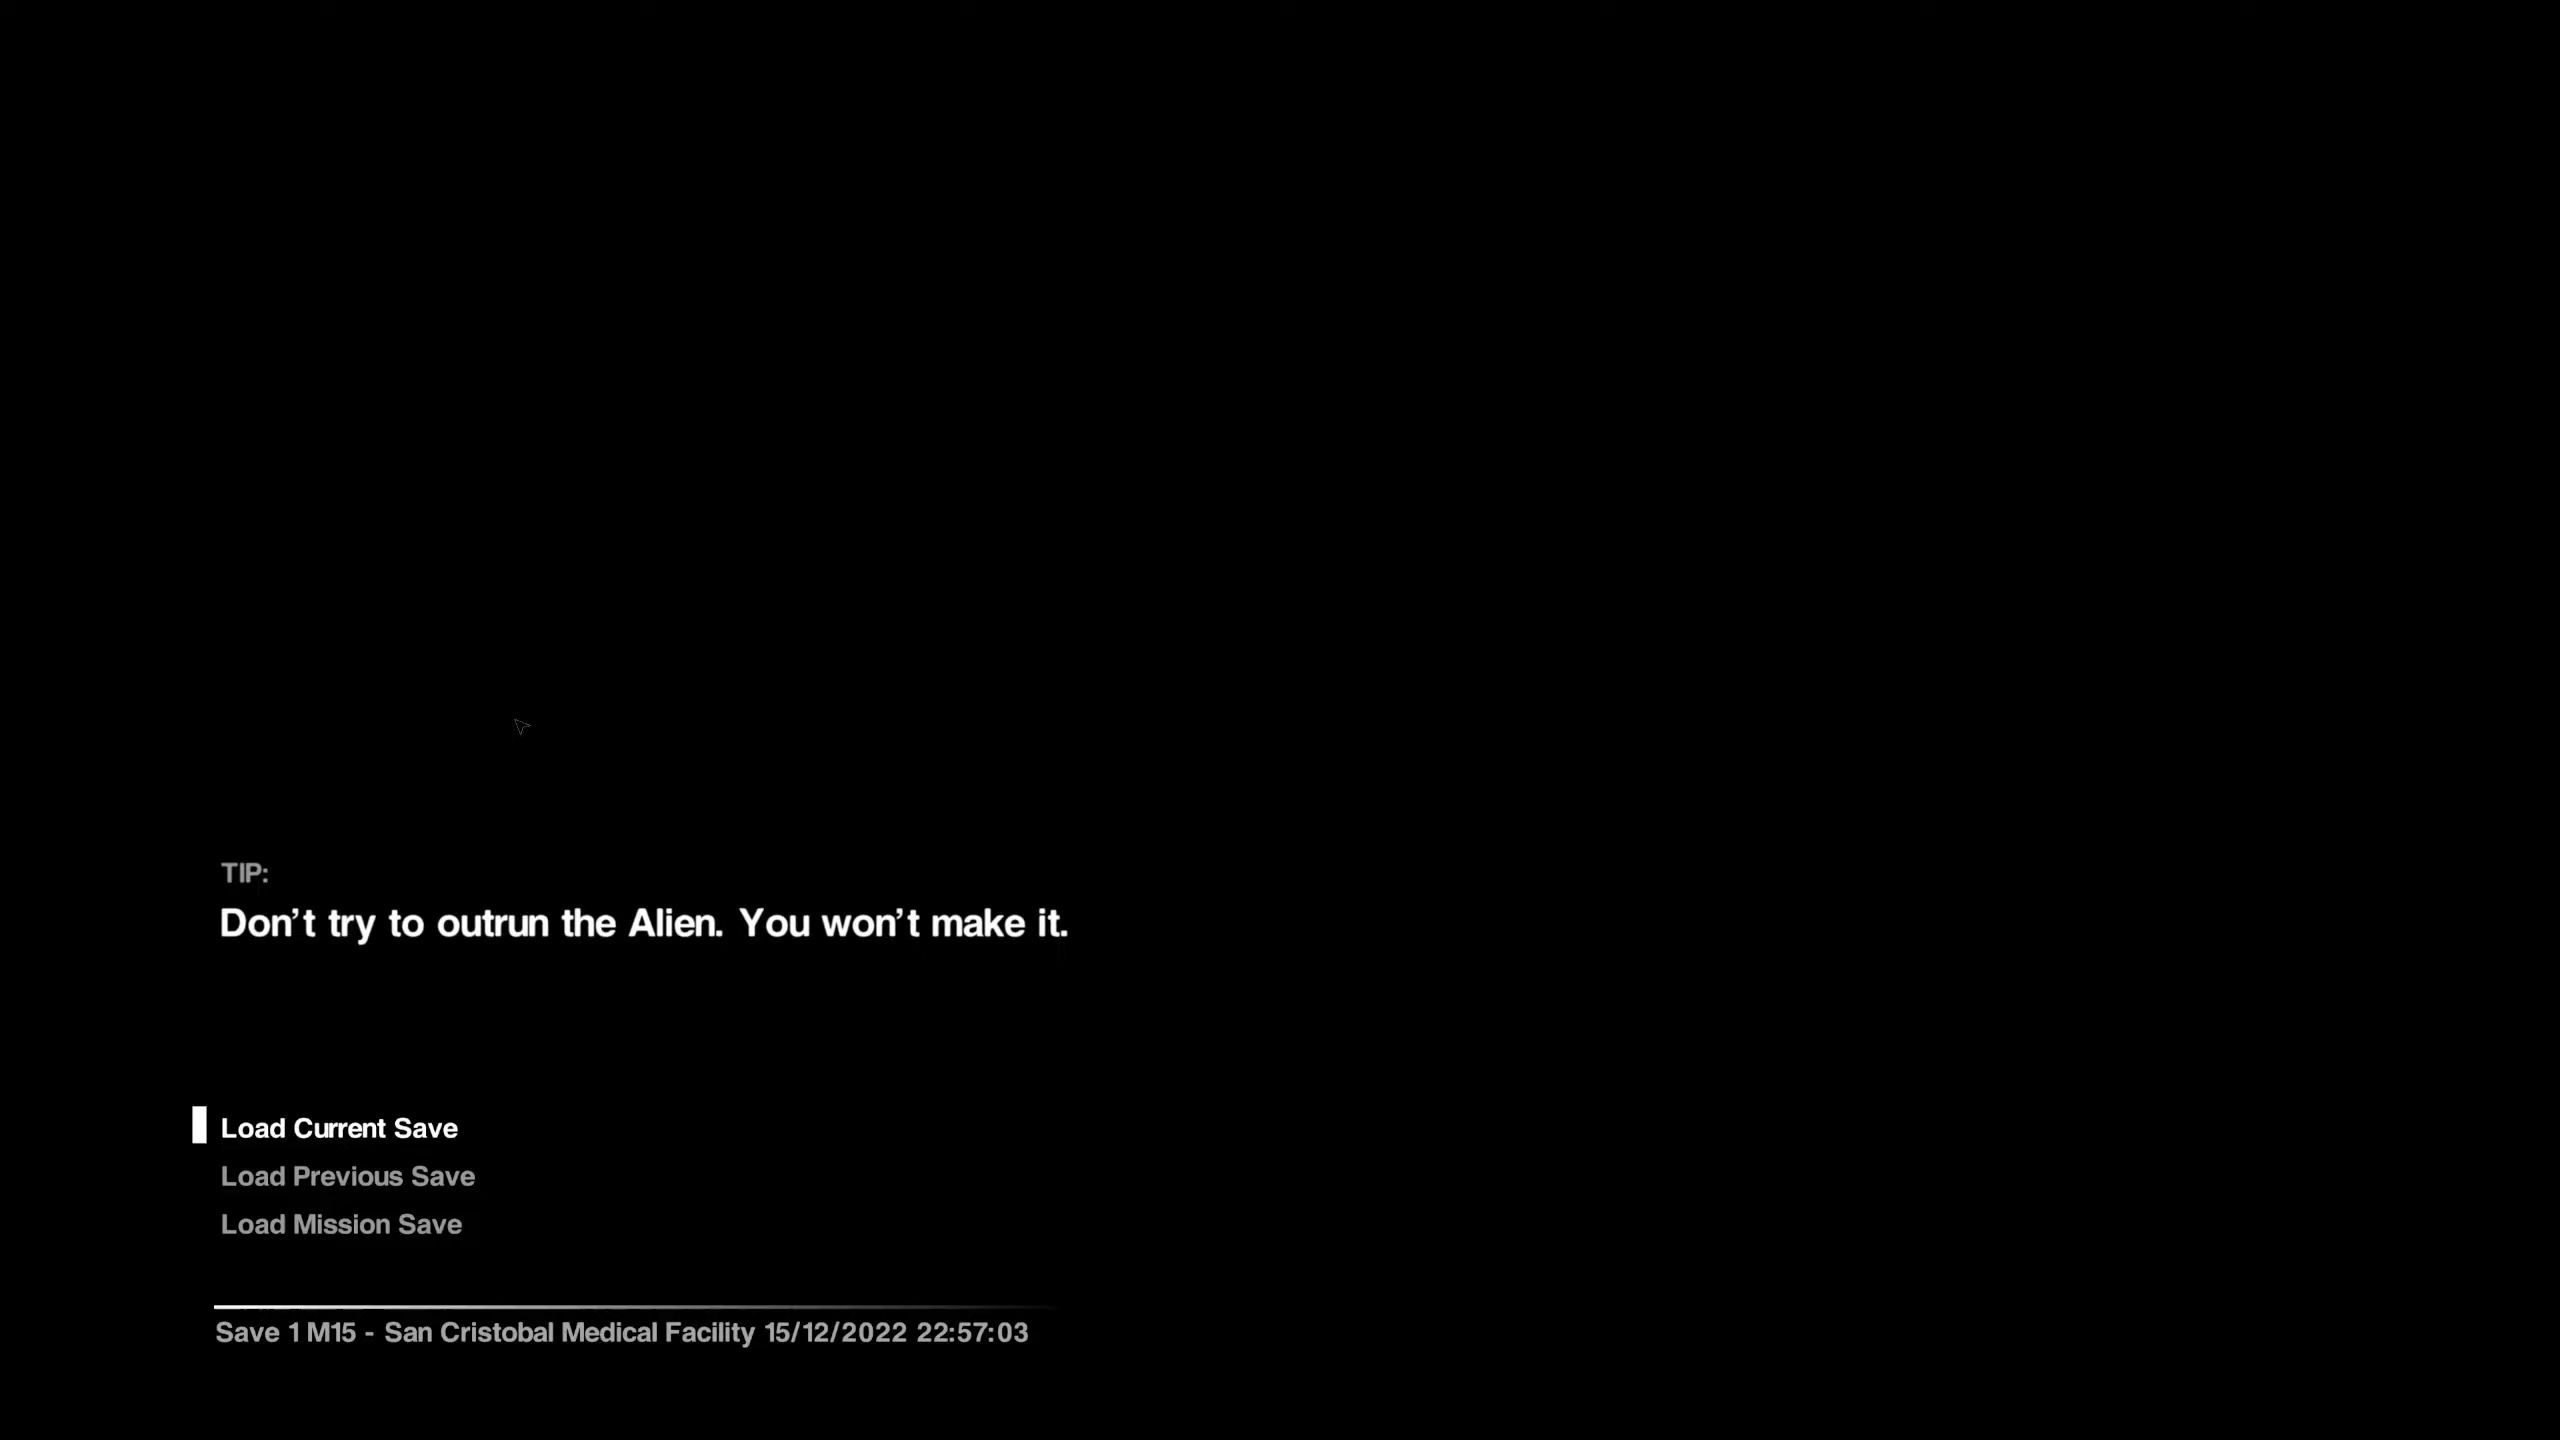 TIP:
Don’t try to outrun the Alien. You won’t make it.
Load Current Save
Load Previous Save
Load Mission Save
Save 1 M15 - San Cristobal Medical Facility 15/12/2022 22:57:03